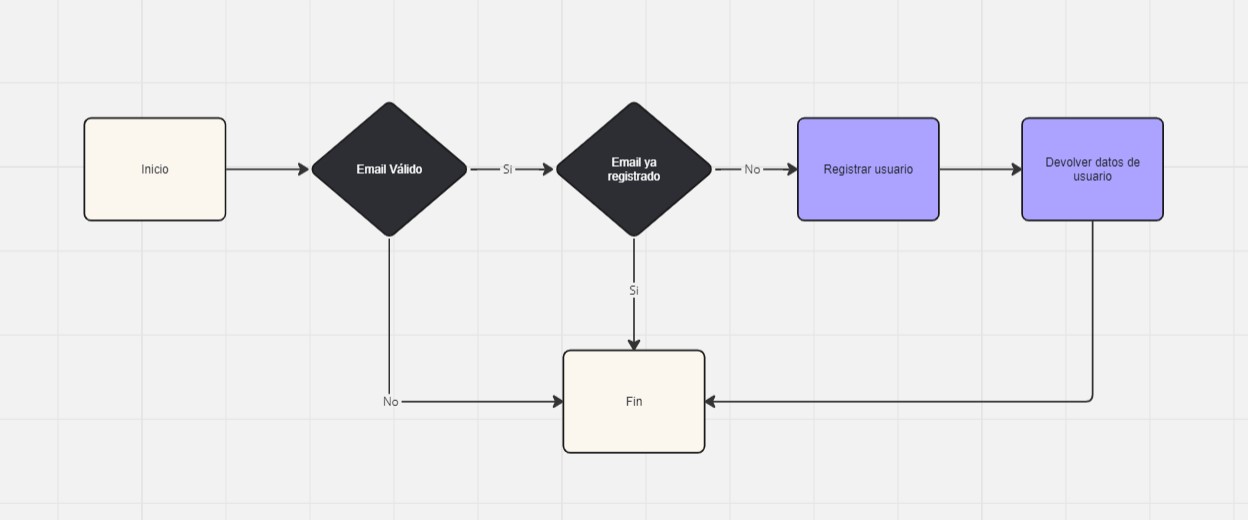 Inicio
Email Válido
Si
Email ya
registrado
No
Registrar usuario
Devolver datos de
usuario
Si
No
Fin